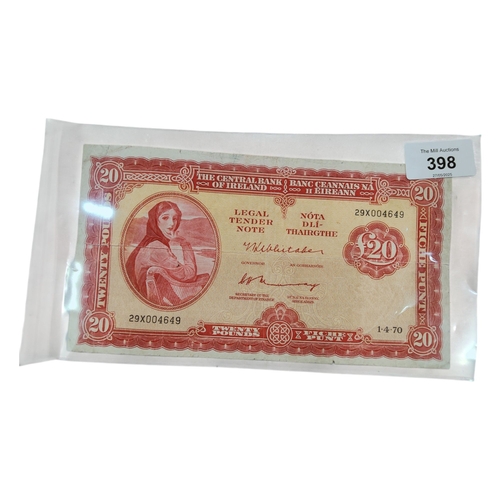 The Mill Auctions
398
20
20
THE CENTRAL BANK
OF IRELAND
BANC CEANNAIS NA
H ÉIREANN
LEGAL
TENDER
NOTE
NÓTA
DLÍ-
THAIRGTHE
29X004649
£20
TWENTY POUNDS
FICHE PUNT
29X004649
20
TWENTY
POUNDS
FICHE
PUNT
1·4·70
20